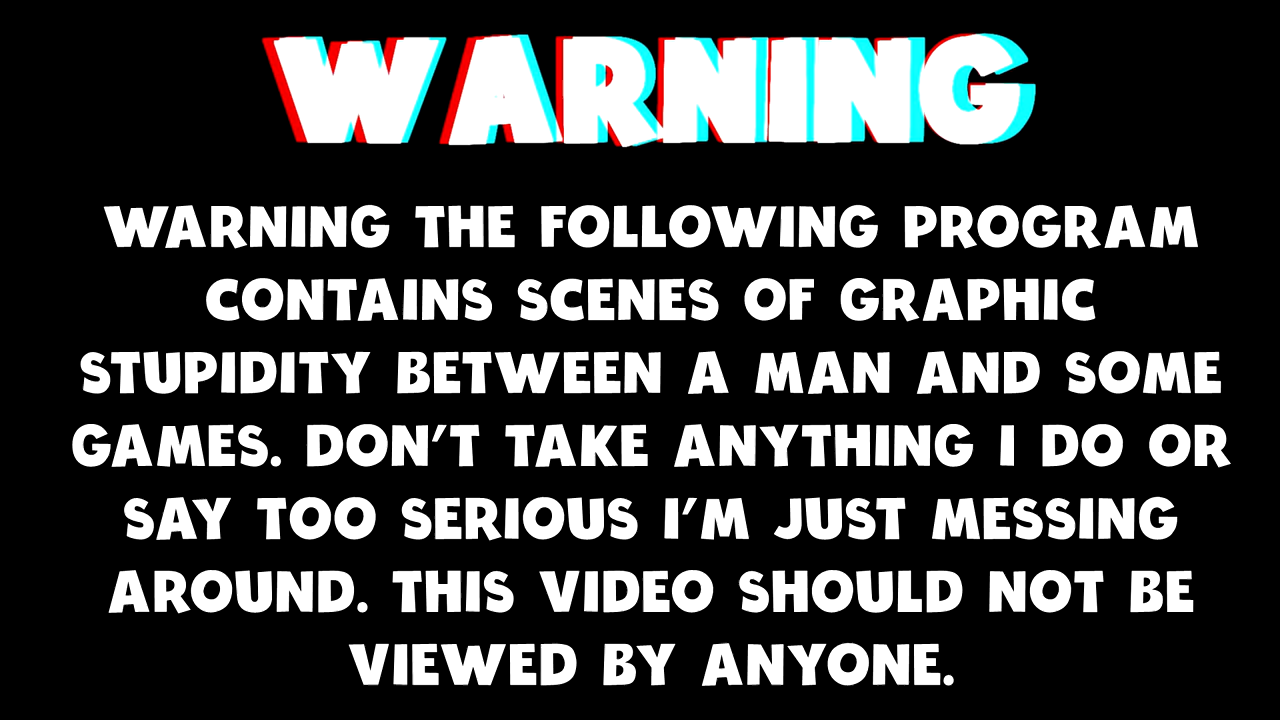 WARNING
WARNING THE FOLLOWING PROGRAM
CONTAINS SCENES OF GRAPHIC
STUPIDITY BETWEEN A MAN AND SOME
GAMES. DON'T TAKE ANYTHING I DO OR
SAY TOO SERIOUS I'M JUST MESSING
AROUND. THIS VIDEO SHOULD NOT BE
VIEWED BY ANYONE.